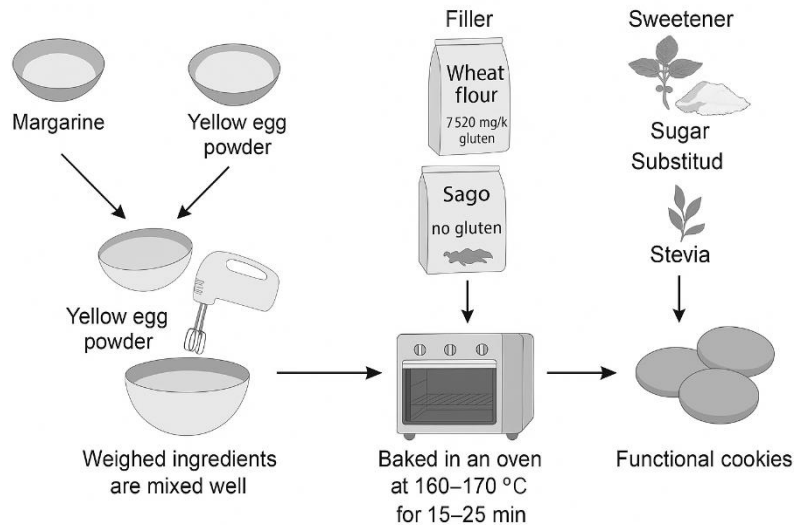 Margarine
Yellow egg
powder
Yellow egg
powder
Weighed ingredients
are mixed well
Filler
Wheat
flour
7 520 mg/k
gluten
Sago
no gluten
Baked in an oven
at 160–170 °C
for 15–25 min
Sweetener
Sugar
Substitud
Stevia
Functional cookies